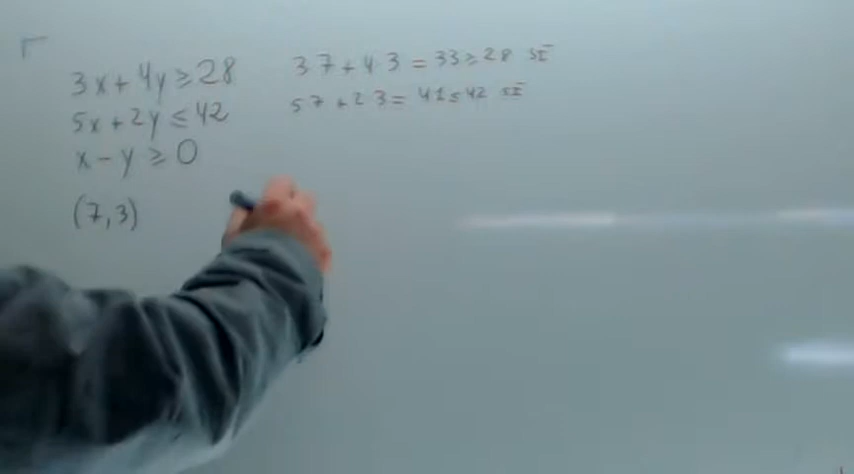 3x+4y≥28
5x+2y≤42
x-y≥0
(7,3)
3 7+4 3=33≥28 SÍ
5 7+2 3=41≤42 SÍ